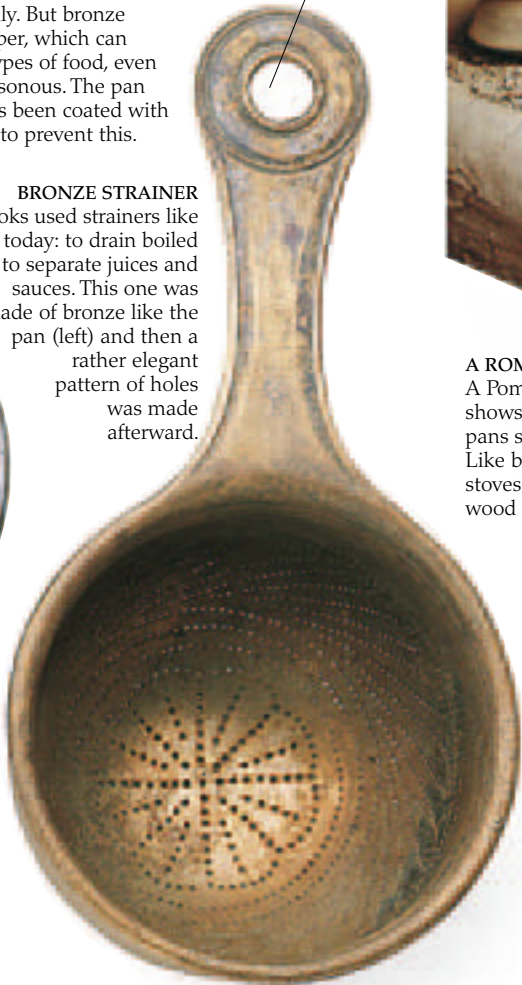 ly. But bronze
per, which can
ypes of food, even
sonous. The pan
s been coated with
to prevent this.
BRONZE STRAINER
oks used strainers like
today: to drain boiled
to separate juices and
sauces. This one was
ade of bronze like the
pan (left) and then a
rather elegant
pattern of holes
was made
afterward.
A ROM
A Pom
shows
pans s
Like b
stoves
wood